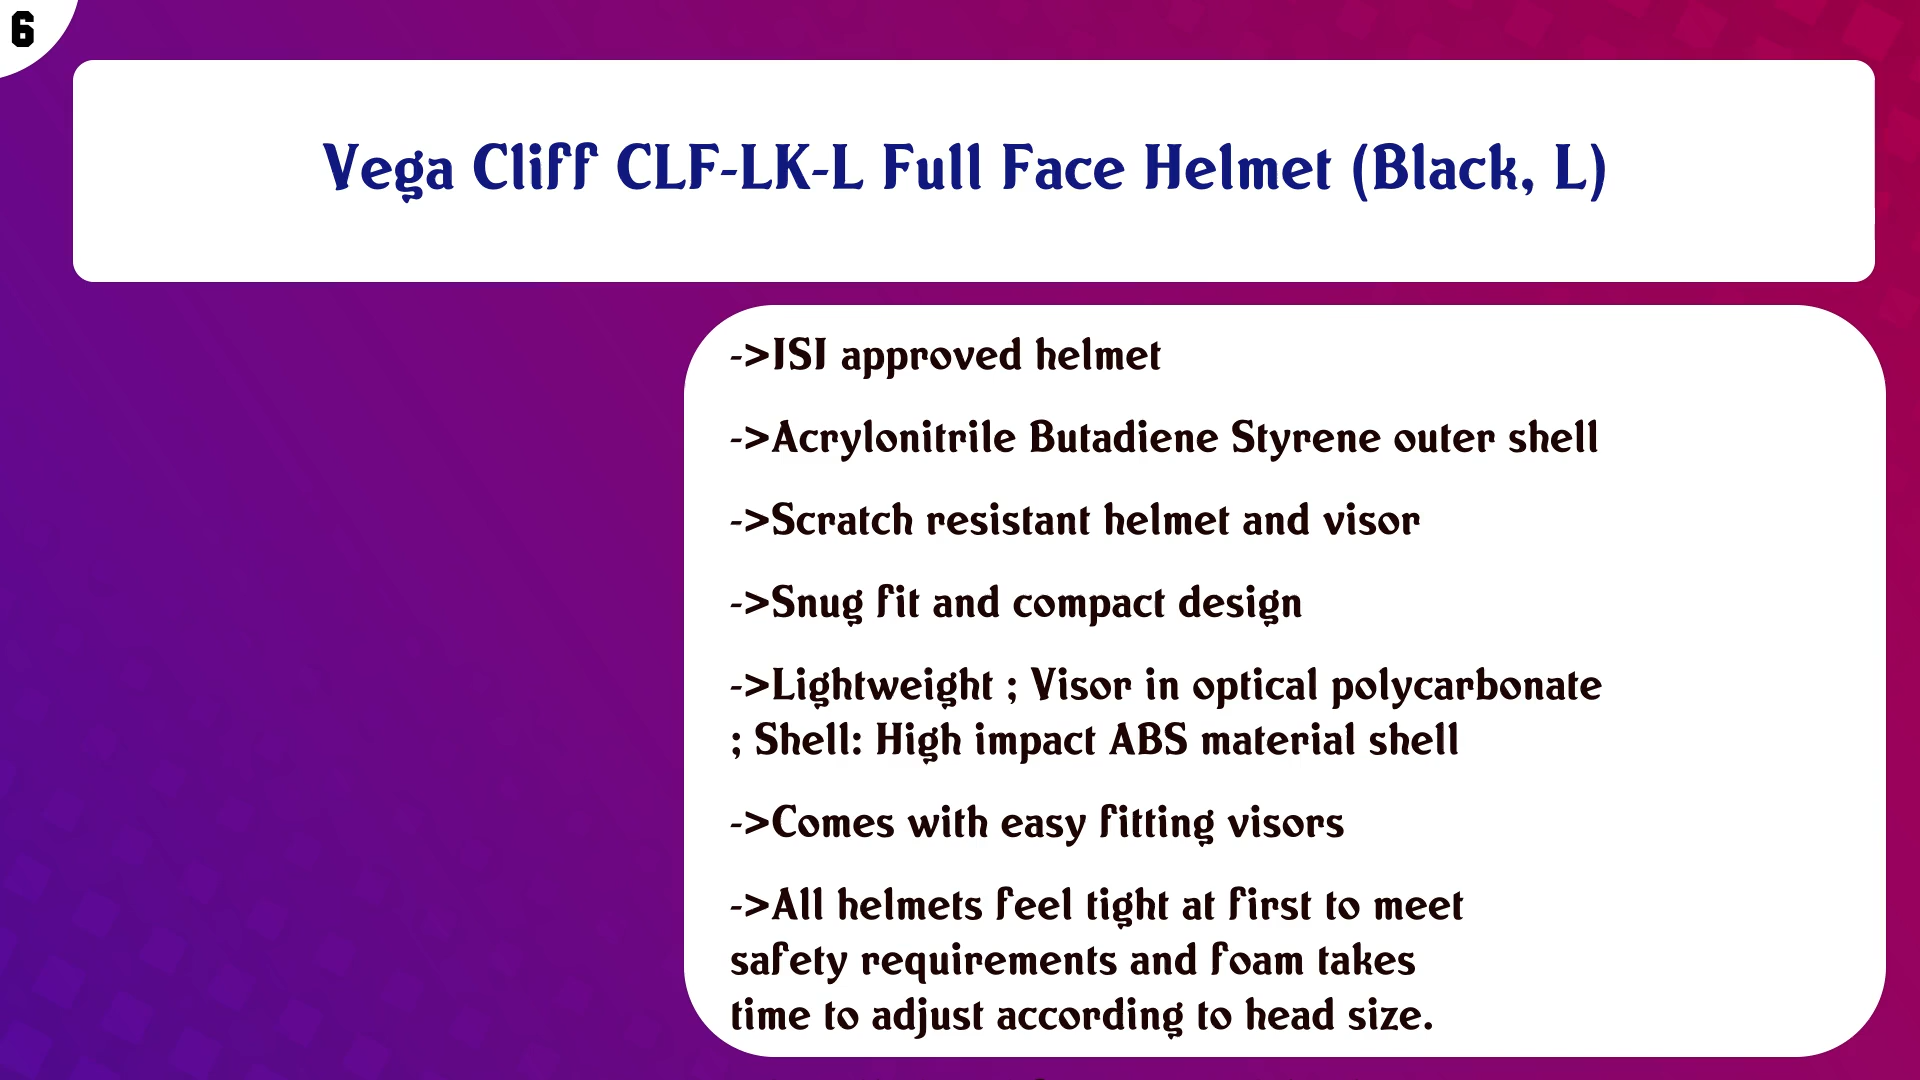 6
Vega Cliff CLF-LK-L Full Face Helmet (Black, L)
->ISI approved helmet
->Acrylonitrile Butadiene Styrene outer shell
->Scratch resistant helmet and visor
->Snug fit and compact design
->Lightweight ; Visor in optical polycarbonate
; Shell: High impact ABS material shell
->Comes with easy fitting visors
->All helmets feel tight at first to meet
safety requirements and foam takes
time to adjust according to head size.